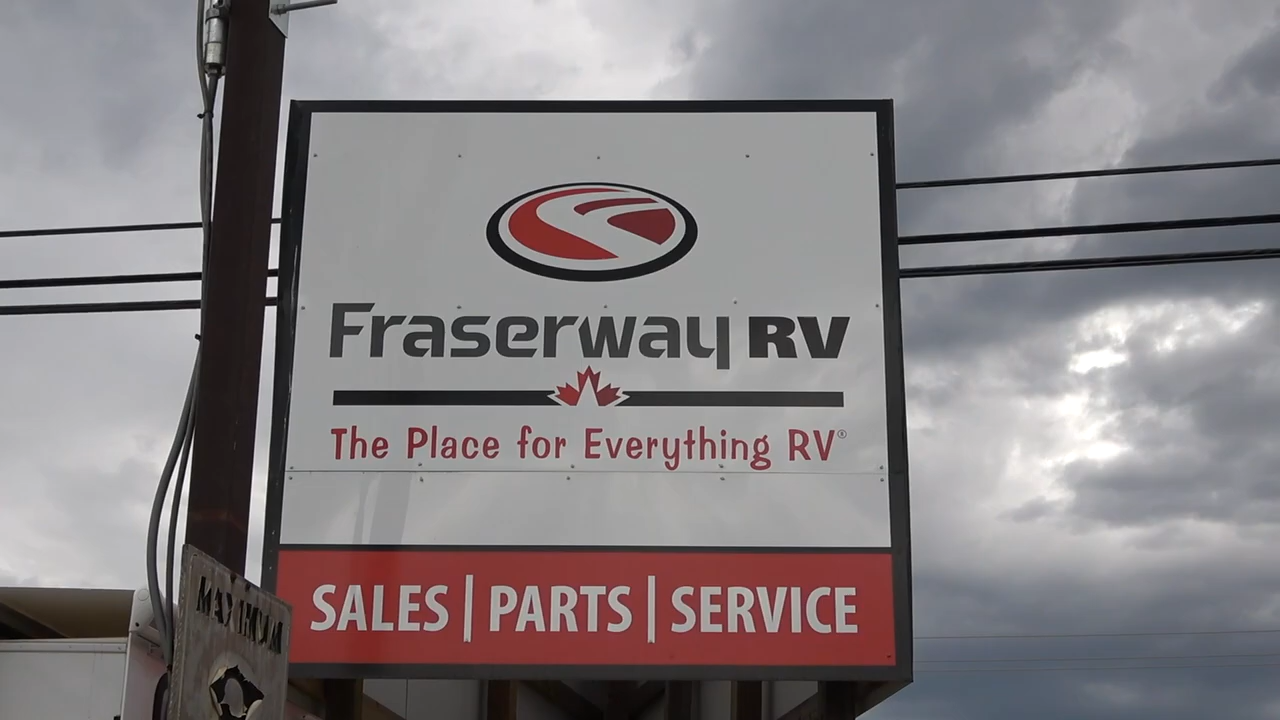 Fraserway RV
The Place for Everything RV®
SALES | PARTS | SERVICE